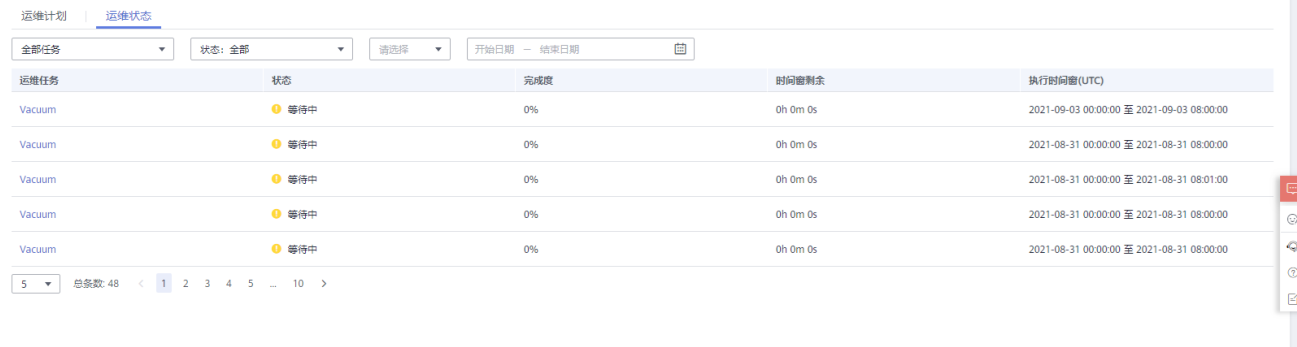 运维计划 运维状态
全部任务 状态：全部 请选择 开始日期 — 结束日期
运维任务 状态 完成度 时间窗剩余 执行时间窗(UTC)
Vacuum 等待中 0% 0h 0m 0s 2021-09-03 00:00:00 至 2021-09-03 08:00:00
Vacuum 等待中 0% 0h 0m 0s 2021-08-31 00:00:00 至 2021-08-31 08:00:00
Vacuum 等待中 0% 0h 0m 0s 2021-08-31 00:00:00 至 2021-08-31 08:01:00
Vacuum 等待中 0% 0h 0m 0s 2021-08-31 00:00:00 至 2021-08-31 08:00:00
Vacuum 等待中 0% 0h 0m 0s 2021-08-31 00:00:00 至 2021-08-31 08:00:00
5 总条数: 48 < 1 2 3 4 5 ... 10 >